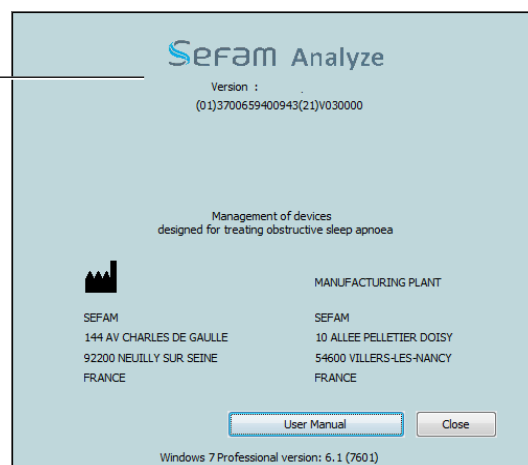 Sefam Analyze
Version :
(01)3700659400943(21)V030000
Management of devices
designed for treating obstructive sleep apnoea
MANUFACTURING PLANT
SEFAM
144 AV CHARLES DE GAULLE
92200 NEUILLY SUR SEINE
FRANCE
SEFAM
10 ALLEE PELLETIER DOISY
54600 VILLERS-LES-NANCY
FRANCE
User Manual
Close
Windows 7 Professional version: 6.1 (7601)